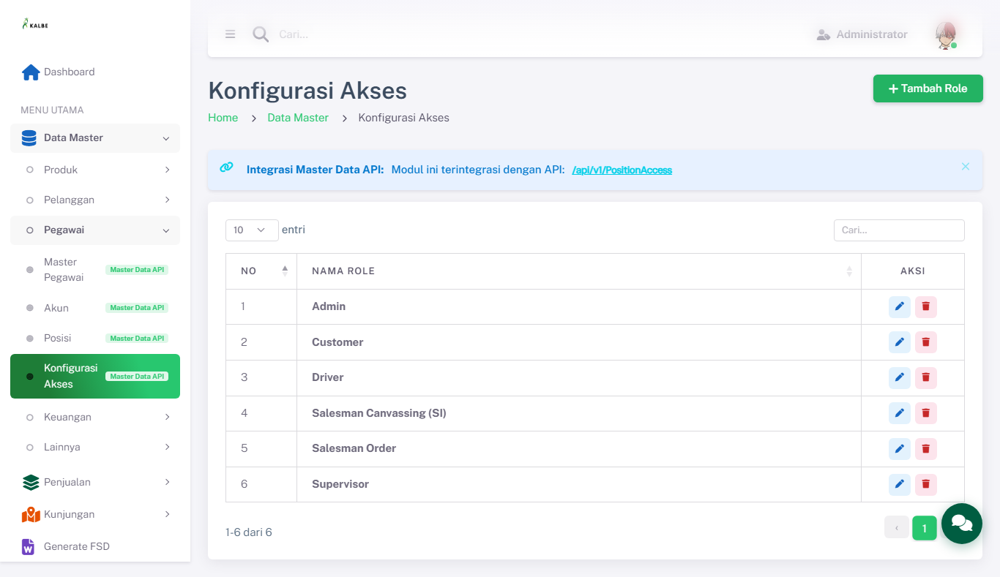 KALBE
Dashboard
MENU UTAMA
Data Master
Produk
Pelanggan
Pegawai
Master
Pegawai
Master Data API
Akun
Master Data API
Posisi
Master Data API
Konfigurasi
Akses
Master Data API
Keuangan
Lainnya
Penjualan
Kunjungan
Generate FSD
Cari...
Administrator
Konfigurasi Akses
+ Tambah Role
Home > Data Master > Konfigurasi Akses
Integrasi Master Data API: Modul ini terintegrasi dengan API: /api/v1/PositionAccess
10 entri
Cari...
NO NAMA ROLE AKSI
1 Admin
2 Customer
3 Driver
4 Salesman Canvassing (SI)
5 Salesman Order
6 Supervisor
1-6 dari 6
‹ 1